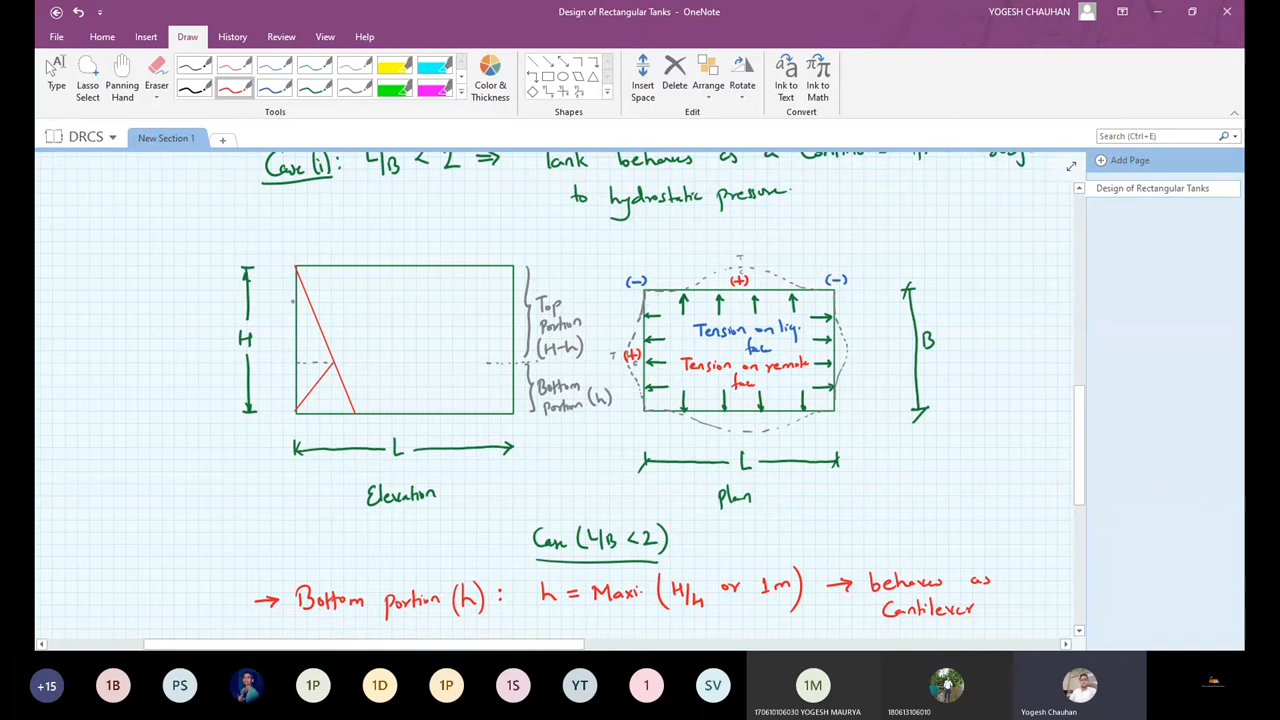 Design of Rectangular Tanks - OneNote
YOGESH CHAUHAN
File Home Insert Draw History Review View Help
Type
Lasso Select
Panning Hand
Eraser
Color & Thickness
Insert Space
Delete
Arrange
Rotate
Ink to Text
Ink to Math
Tools
Shapes
Edit
Convert
DRCS
New Section 1
Search (Ctrl+E)
Add Page
Design of Rectangular Tanks
Case (i): L/B < 2 ⇒ Tank behaves as a
to hydrostatic pressure.
H
Top Portion (H-h)
Bottom Portion (h)
L
Elevation
(-) T (+) C (-)
Tension on liq. face
T (+) C
Tension on remote face
B
L
Plan
Case (L/B < 2)
→ Bottom portion (h): h = Maxi. (H/h or 1m) → behaves as
Cantilever
+15 1B PS 1P 1D 1P 1S YT 1 SV 1M
170610106030 YOGESH MAURYA
180613106010
Yogesh Chauhan